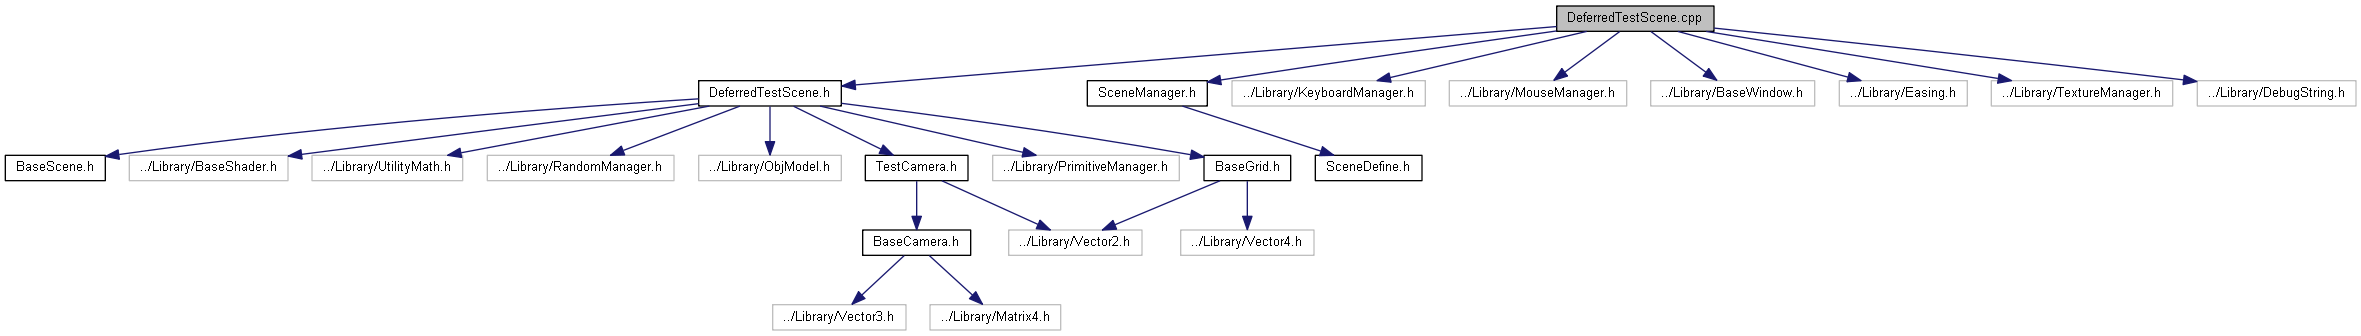 DeferredTestScene.cpp
DeferredTestScene.h
SceneManager.h
../Library/KeyboardManager.h
../Library/MouseManager.h
../Library/BaseWindow.h
../Library/Easing.h
../Library/TextureManager.h
../Library/DebugString.h
BaseScene.h
../Library/BaseShader.h
../Library/UtilityMath.h
../Library/RandomManager.h
../Library/ObjModel.h
TestCamera.h
../Library/PrimitiveManager.h
BaseGrid.h
SceneDefine.h
BaseCamera.h
../Library/Vector2.h
../Library/Vector4.h
../Library/Vector3.h
../Library/Matrix4.h